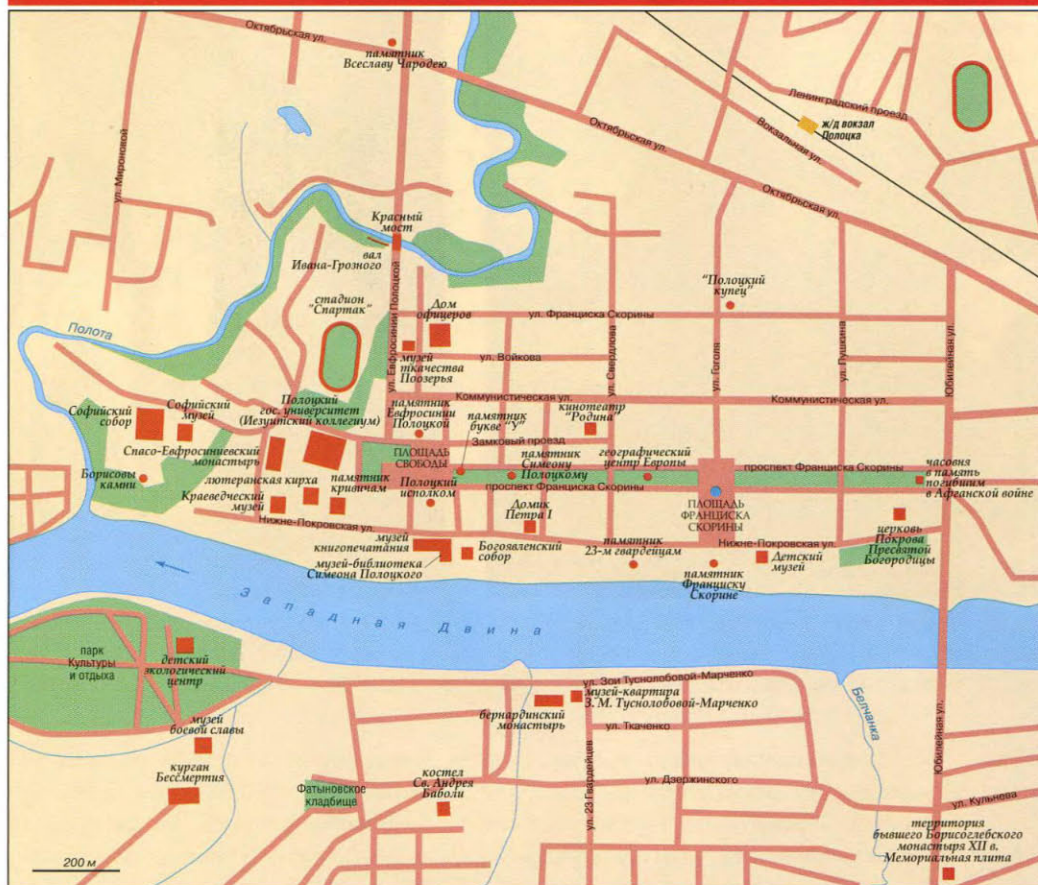 Октябрьская ул.
памятник
Всеславу Чародею
Октябрьская ул.
Ленинградский проезд
ж/д вокзал
Полоцка
Вокзальная ул.
Октябрьская ул.
ул. Мироновой
Красный
мост
вал
Ивана-Грозного
стадион
"Спартак"
Полота
ул. Евфросинии Полоцкой
Дом
офицеров
"Полоцкий
купец"
ул. Франциска Скорины
музей
ткачества
Поозерья
ул. Войкова
ул. Свердлова
ул. Гоголя
ул. Пушкина
Юбилейная ул.
Коммунистическая ул.
Коммунистическая ул.
Софийский
собор
Софийский
музей
Полоцкий
гос. университет
(Иезуитский коллегиум)
памятник
Евфросинии
Полоцкой
памятник
букве "Ў"
кинотеатр
"Родина"
Замковый проезд
Спасо-Евфросиниевский
монастырь
ПЛОЩАДЬ
СВОБОДЫ
памятник
Симеону
Полоцкому
географический
центр Европы
проспект Франциска Скорины
проспект Франциска Скорины
часовня
в память
погибшим
в Афганской войне
Борисовы
камни
лютеранская кирха
Краеведческий
музей
памятник
кривичам
Полоцкий
исполком
Домик
Петра I
ПЛОЩАДЬ
ФРАНЦИСКА
СКОРИНЫ
Нижне-Покровская ул.
Нижне-Покровская ул.
церковь
Покрова
Пресвятой
Богородицы
музей
книгопечатания
музей-библиотека
Симеона Полоцкого
Богоявленский
собор
памятник
23-м гвардейцам
памятник
Франциску
Скорине
Детский
музей
Западная Двина
парк
Культуры
и отдыха
детский
экологический
центр
ул. Зои Туснолобовой-Марченко
музей-квартира
З. М. Туснолобовой-Марченко
бернардинский
монастырь
ул. Ткаченко
Белчанка
Юбилейная ул.
музей
боевой славы
курган
Бессмертия
Фатыновское
кладбище
костел
Св. Андрея
Баболи
ул. 23 Гвардейцев
ул. Дзержинского
ул. Кульнева
территория
бывшего Борисоглебского
монастыря XII в.
Мемориальная плита
200 м